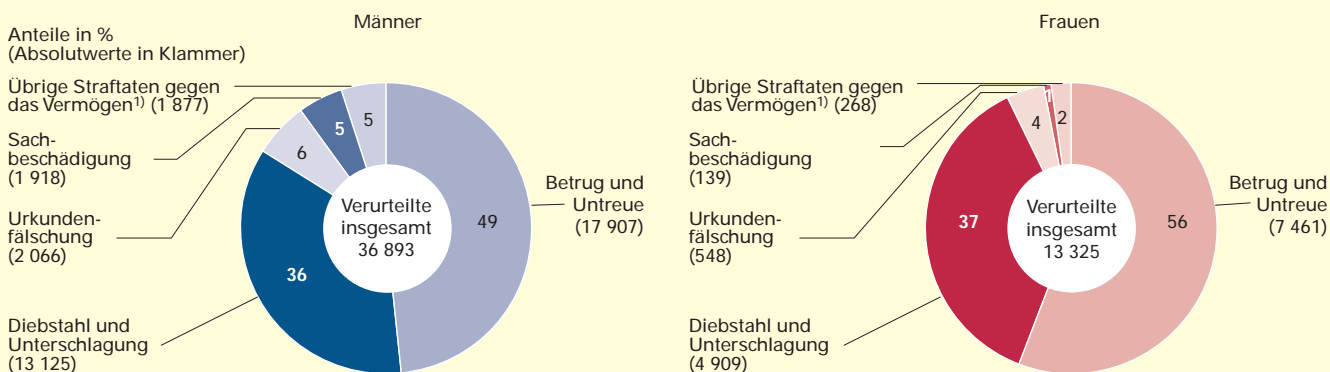 Männer
Anteile in %
(Absolutwerte in Klammer)
Übrige Straftaten gegen
das Vermögen1) (1 877)
Sach-
beschädigung
(1 918)
Urkunden-
fälschung
(2 066)
Diebstahl und
Unterschlagung
(13 125)
5
5
6
36
49
Verurteilte
insgesamt
36 893
Betrug und
Untreue
(17 907)
Frauen
Übrige Straftaten gegen
das Vermögen1) (268)
Sach-
beschädigung
(139)
Urkunden-
fälschung
(548)
Diebstahl und
Unterschlagung
(4 909)
2
4
37
56
Verurteilte
insgesamt
13 325
Betrug und
Untreue
(7 461)